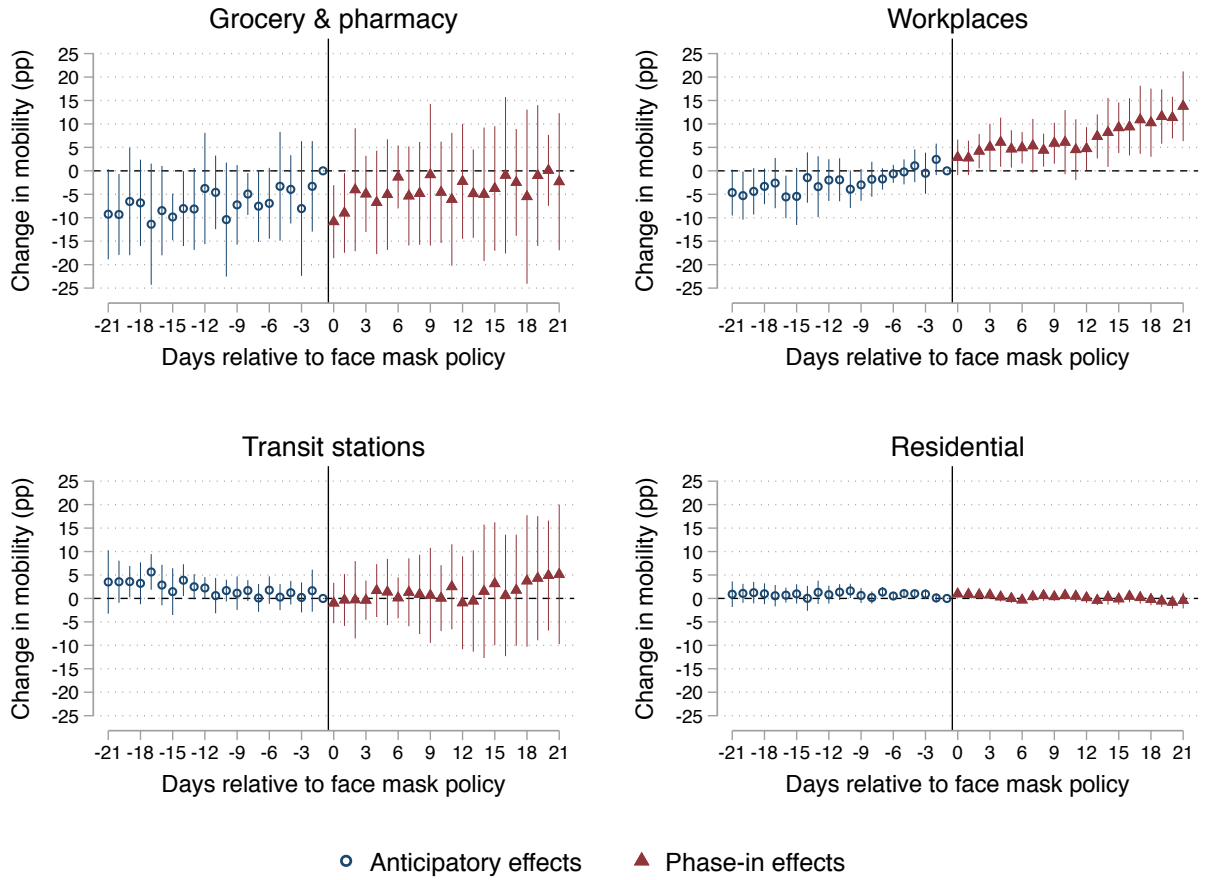 Grocery & pharmacy
Change in mobility (pp)
25
20
15
10
5
0
-5
-10
-15
-20
-25
-21 -18 -15 -12 -9 -6 -3 0 3 6 9 12 15 18 21
Days relative to face mask policy
Workplaces
Change in mobility (pp)
25
20
15
10
5
0
-5
-10
-15
-20
-25
-21 -18 -15 -12 -9 -6 -3 0 3 6 9 12 15 18 21
Days relative to face mask policy
Transit stations
Change in mobility (pp)
25
20
15
10
5
0
-5
-10
-15
-20
-25
-21 -18 -15 -12 -9 -6 -3 0 3 6 9 12 15 18 21
Days relative to face mask policy
Residential
Change in mobility (pp)
25
20
15
10
5
0
-5
-10
-15
-20
-25
-21 -18 -15 -12 -9 -6 -3 0 3 6 9 12 15 18 21
Days relative to face mask policy
Anticipatory effects Phase-in effects